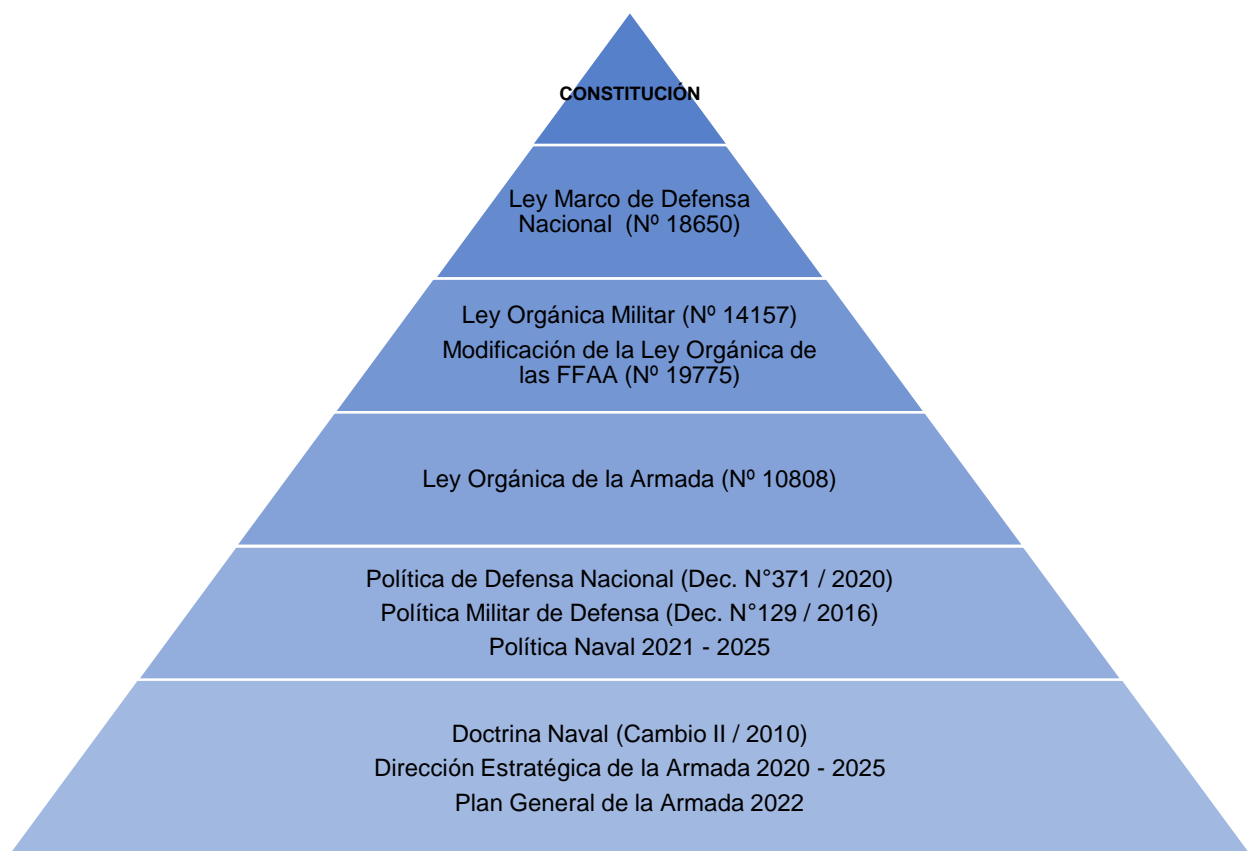 CONSTITUCIÓN
Ley Marco de Defensa
Nacional (Nº 18650)
Ley Orgánica Militar (Nº 14157)
Modificación de la Ley Orgánica de
las FFAA (Nº 19775)
Ley Orgánica de la Armada (Nº 10808)
Política de Defensa Nacional (Dec. N°371 / 2020)
Política Militar de Defensa (Dec. N°129 / 2016)
Política Naval 2021 - 2025
Doctrina Naval (Cambio II / 2010)
Dirección Estratégica de la Armada 2020 - 2025
Plan General de la Armada 2022